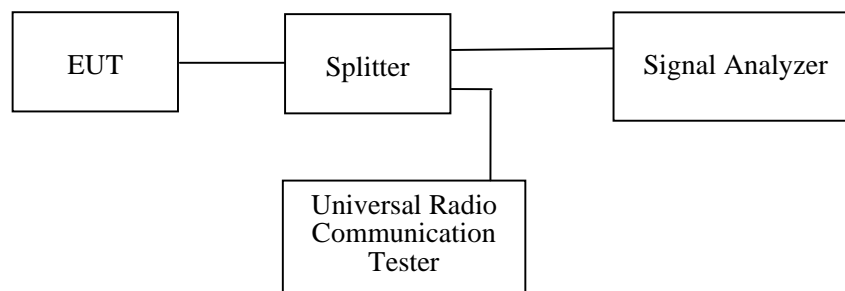 EUT
Splitter
Signal Analyzer
Universal Radio
Communication
Tester